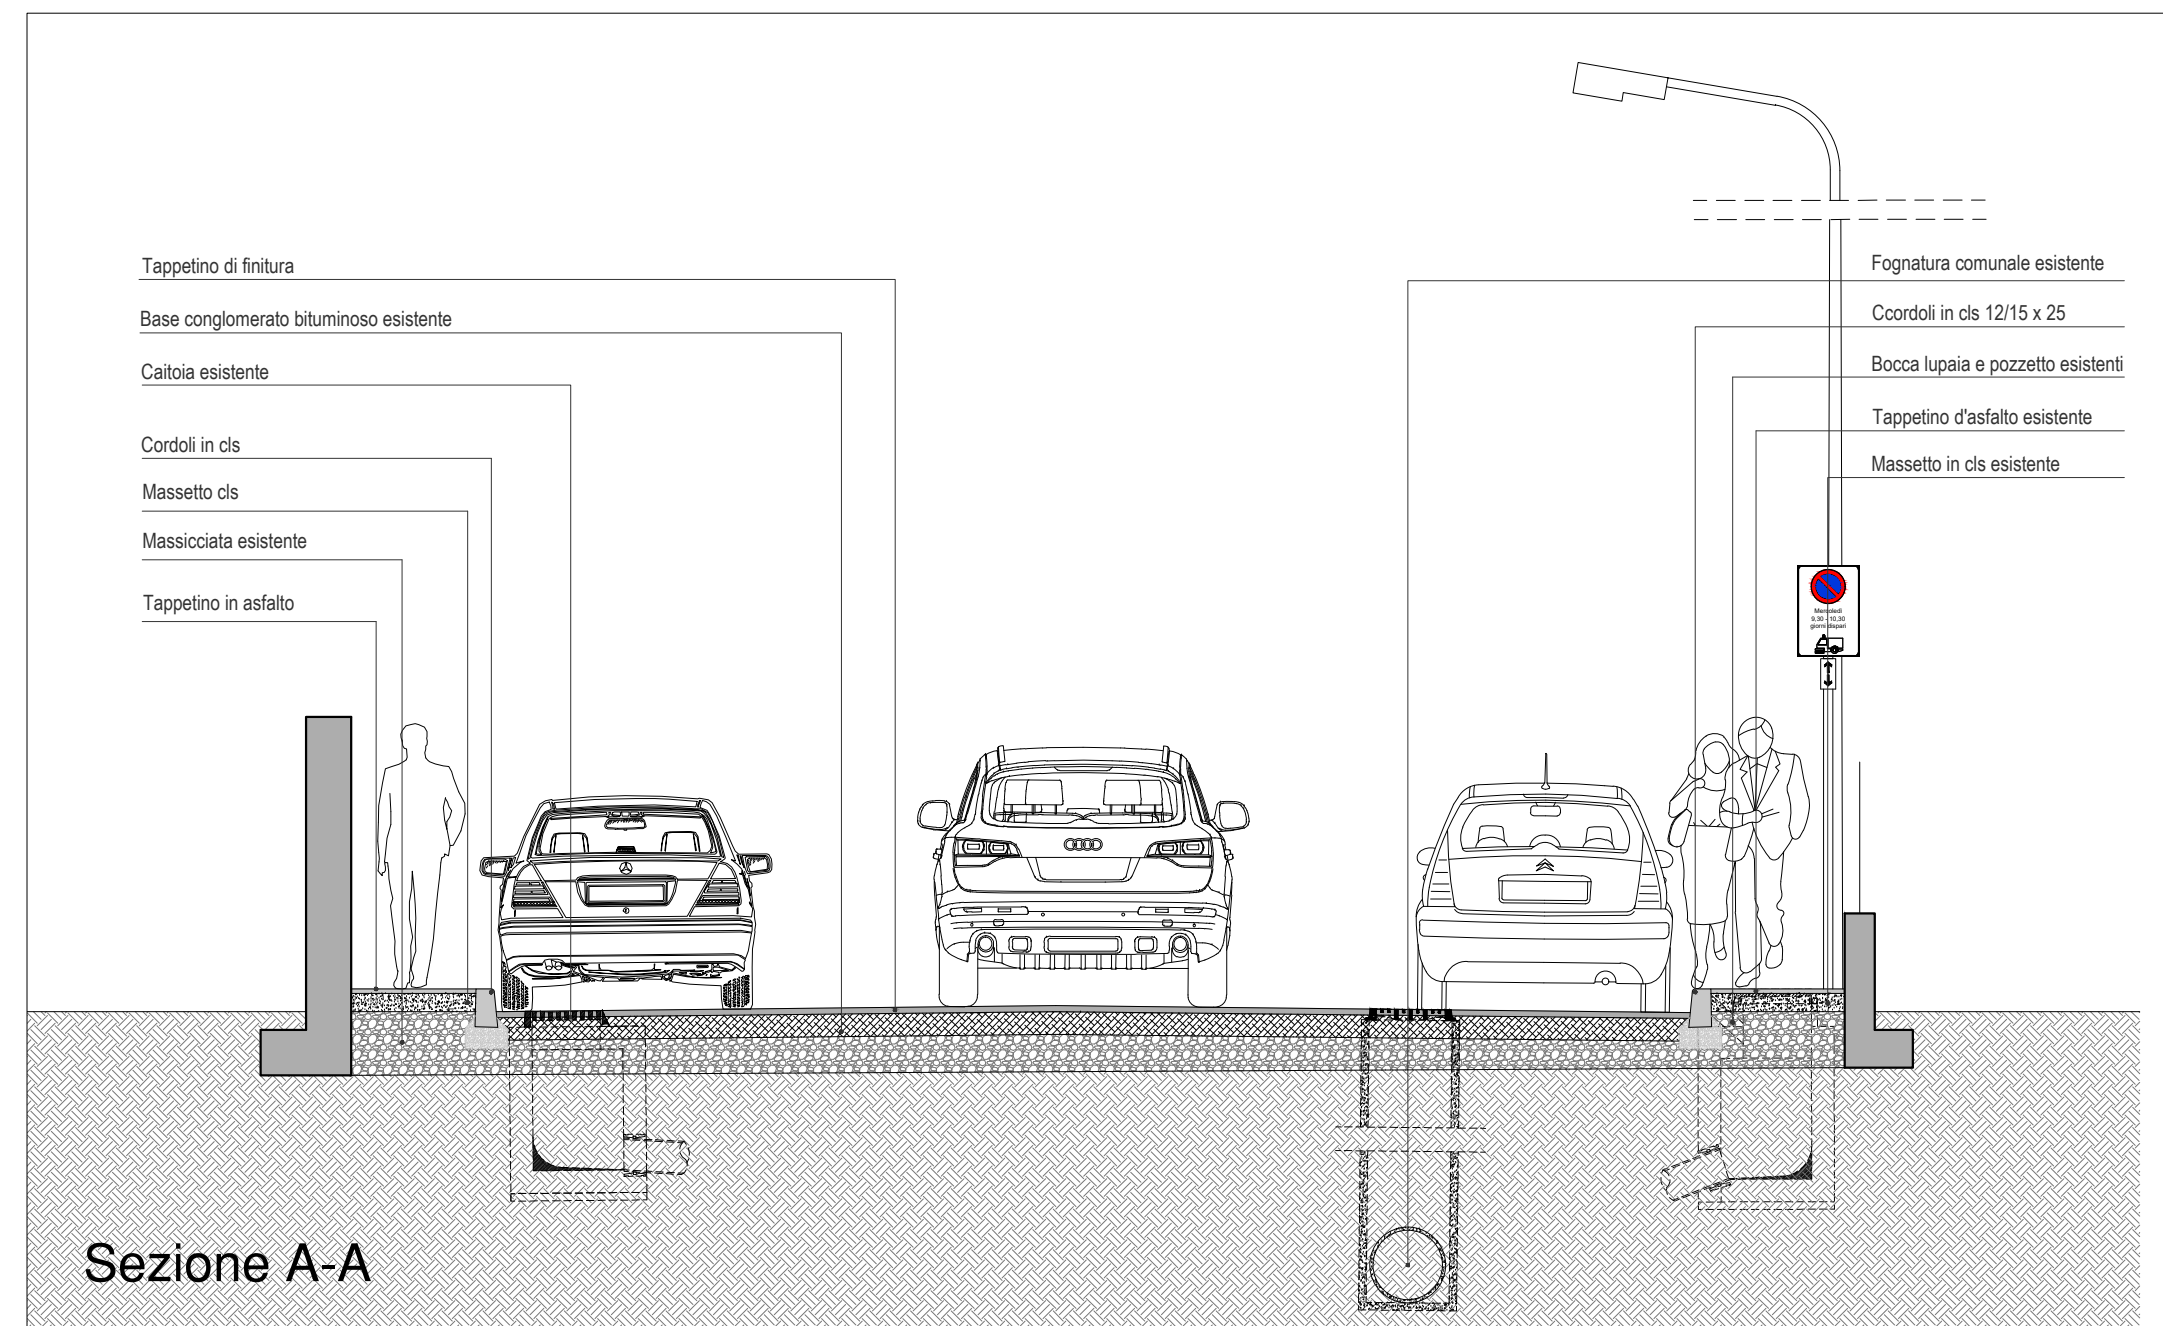 Tappetino di finitura
Base conglomerato bituminoso esistente
Caitoia esistente
Cordoli in cls
Massetto cls
Massicciata esistente
Tappetino in asfalto
Fognatura comunale esistente
Ccordoli in cls 12/15 x 25
Bocca lupaia e pozzetto esistenti
Tappetino d'asfalto esistente
Massetto in cls esistente
Mercoledì
9,30 - 10,30
giorni dispari
Sezione A-A